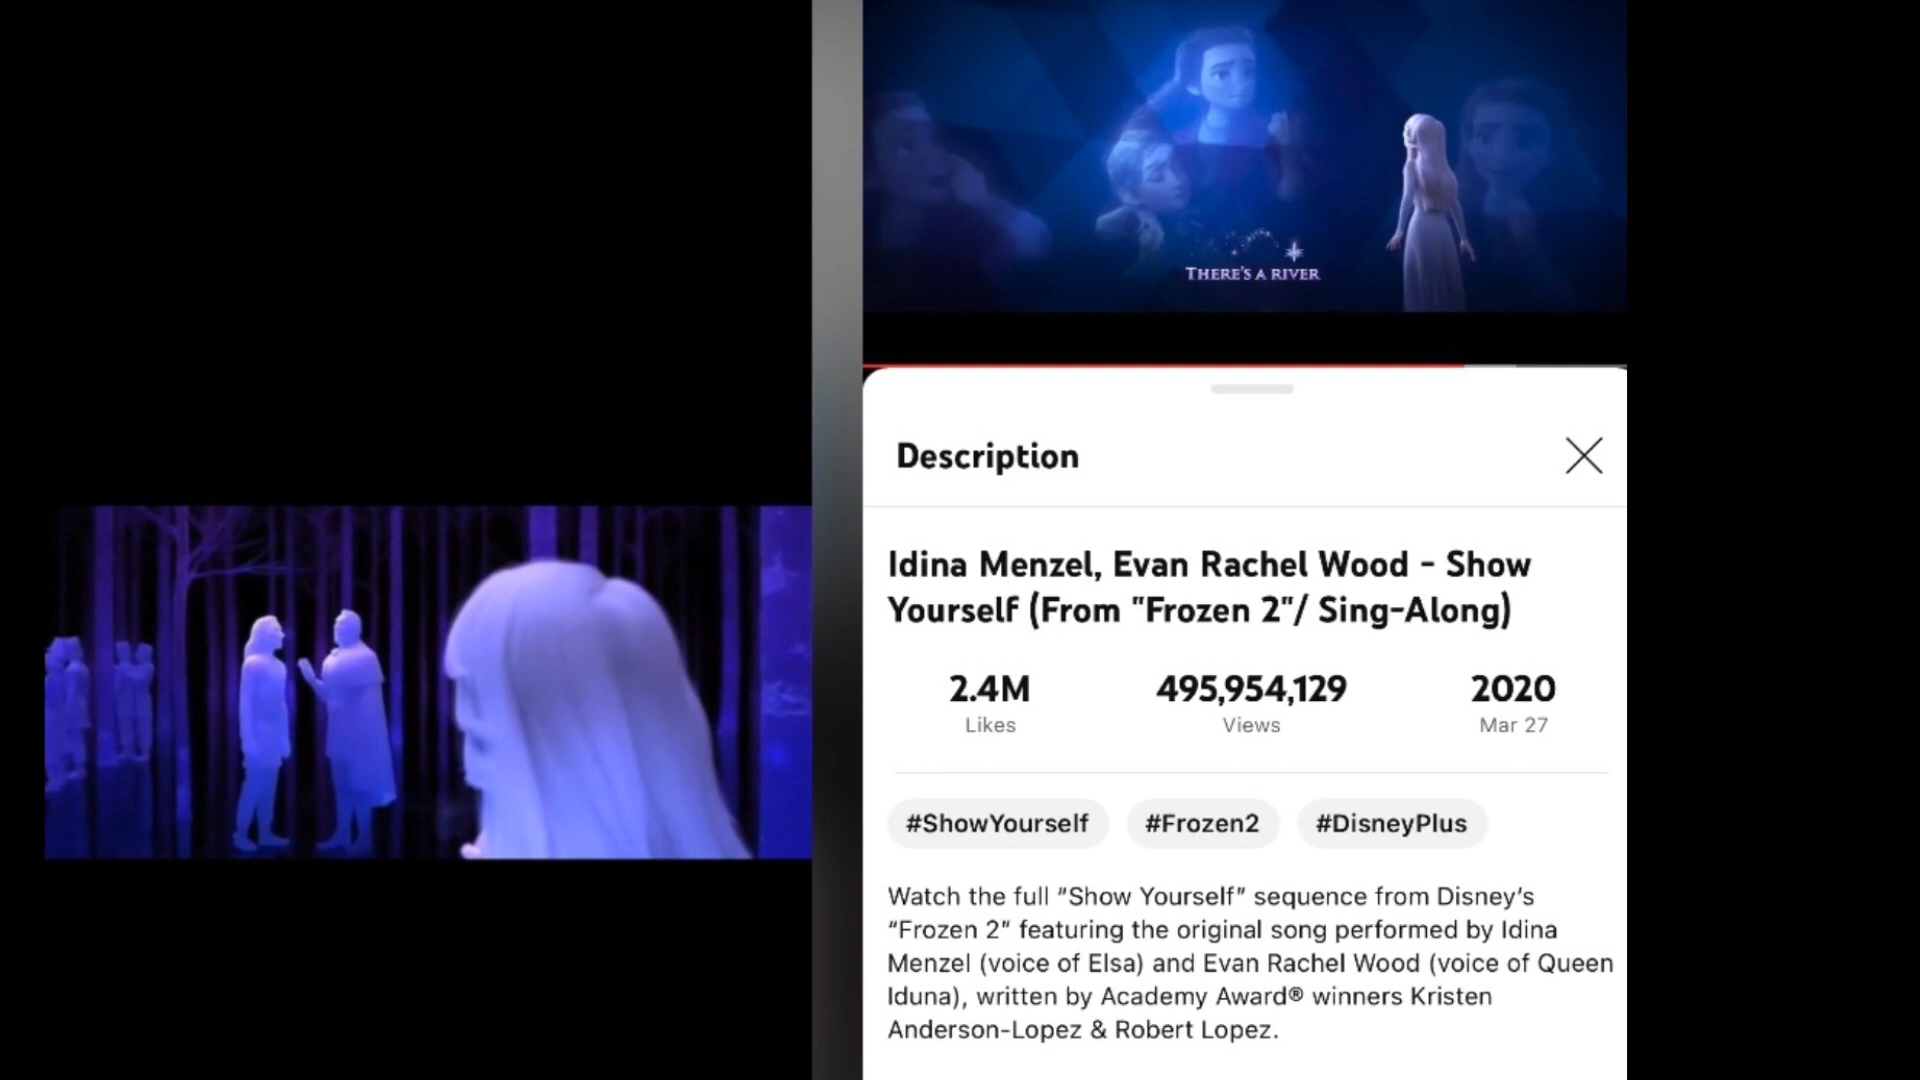 THERE'S A RIVER
Description
Idina Menzel, Evan Rachel Wood - Show
Yourself (From "Frozen 2"/ Sing-Along)
2.4M
Likes
495,954,129
Views
2020
Mar 27
#ShowYourself
#Frozen2
#DisneyPlus
Watch the full "Show Yourself" sequence from Disney's
"Frozen 2" featuring the original song performed by Idina
Menzel (voice of Elsa) and Evan Rachel Wood (voice of Queen
Iduna), written by Academy Award® winners Kristen
Anderson-Lopez & Robert Lopez.